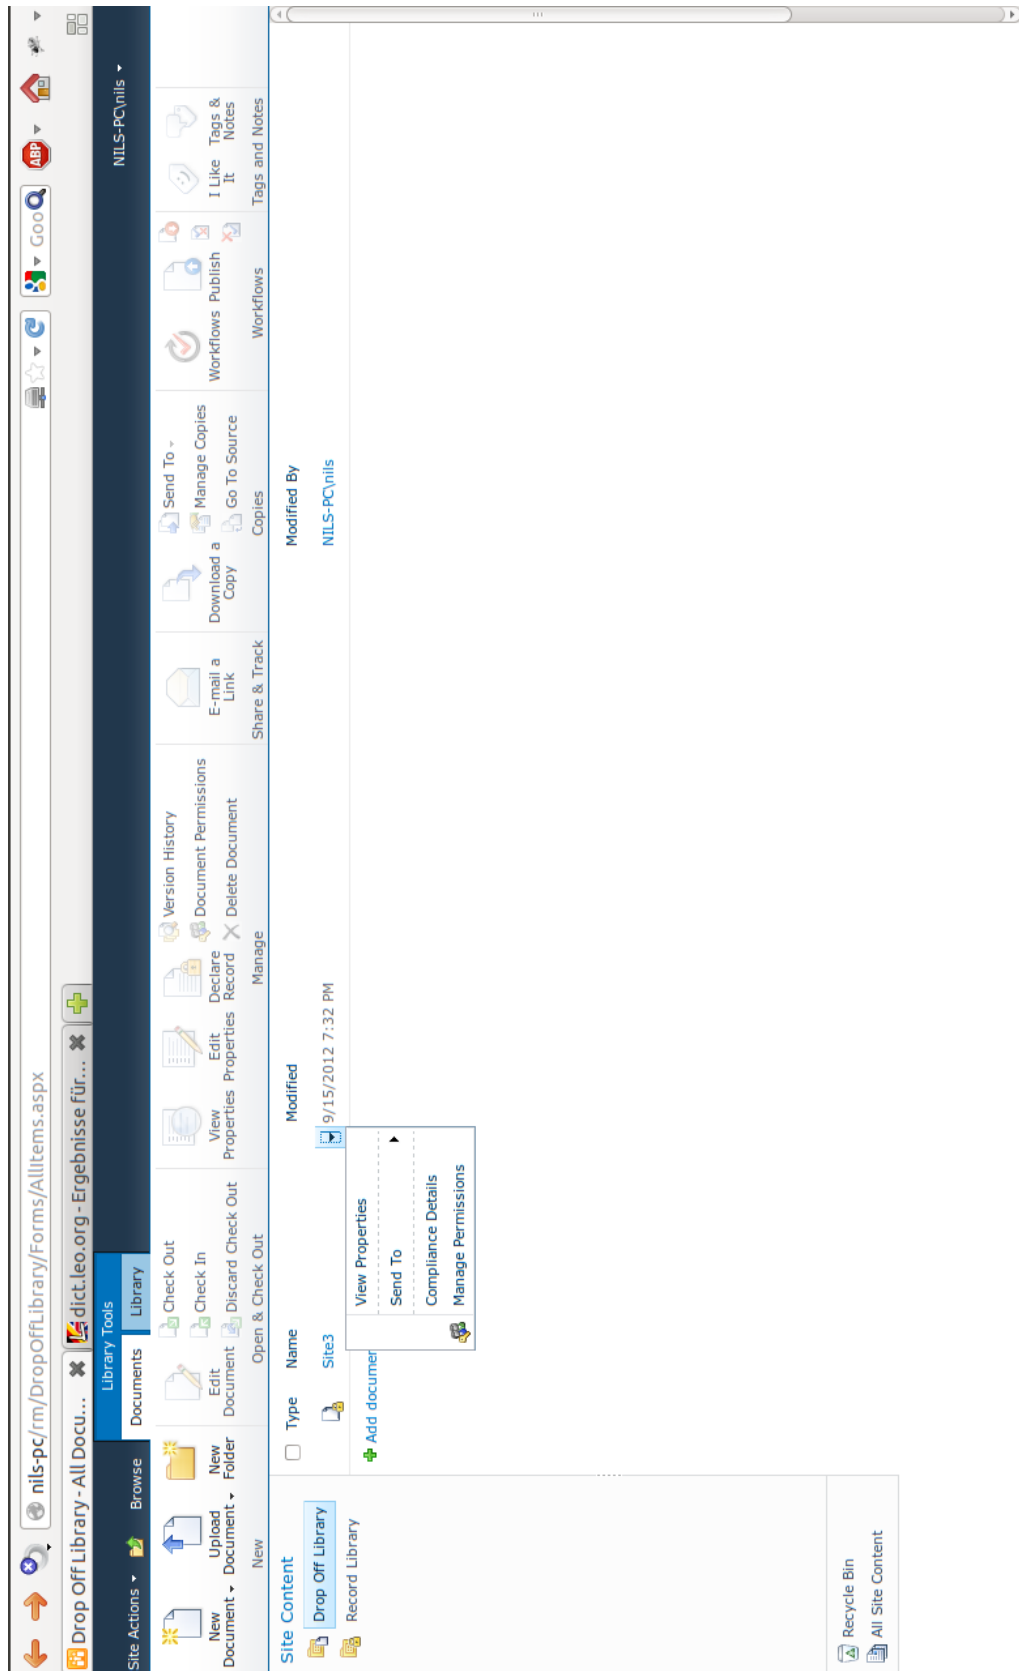 nils-pc/rm/DropOffLibrary/Forms/AllItems.aspx
Goo
ABP
Drop Off Library - All Docu...
dict.leo.org - Ergebnisse für...
Site Actions
Browse
Library Tools
Documents
Library
NILS-PC\nils
New Document
Upload Document
New Folder
New
Edit Document
Check Out
Check In
Discard Check Out
Open & Check Out
View Properties
Edit Properties
Declare Record
Version History
Document Permissions
Delete Document
Manage
E-mail a Link
Share & Track
Download a Copy
Send To
Manage Copies
Go To Source
Copies
Workflows
Publish
Workflows
I Like It
Tags & Notes
Tags and Notes
Site Content
Drop Off Library
Record Library
Recycle Bin
All Site Content
Type Name Modified Modified By
Site3 9/15/2012 7:32 PM NILS-PC\nils
Add documen
View Properties
Send To
Compliance Details
Manage Permissions